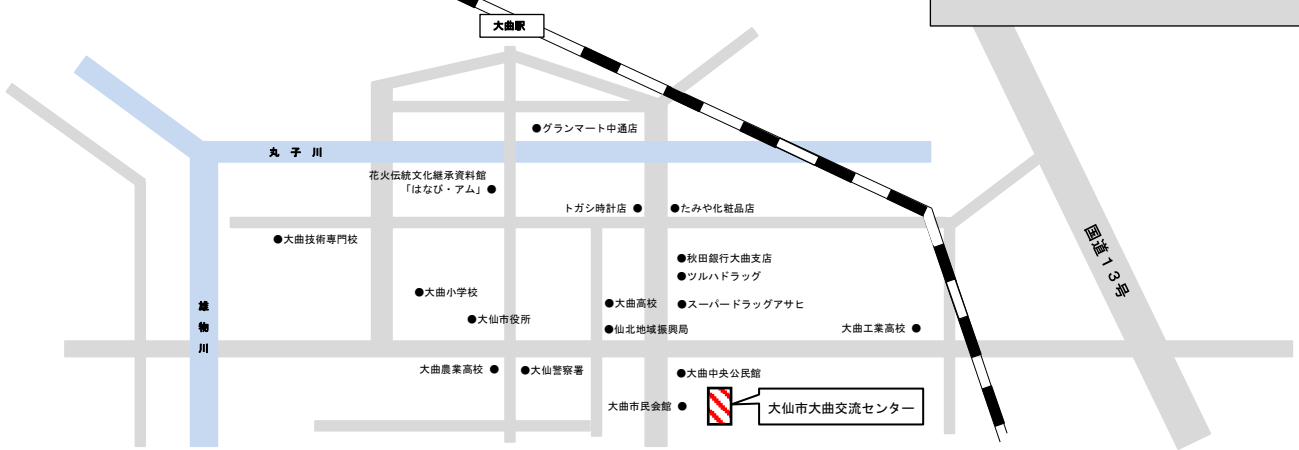 大曲駅
●グランマート中通店
丸子川
花火伝統文化継承資料館
「はなび・アム」●
トガシ時計店 ●
●たみや化粧品店
●大曲技術専門校
国道13号
●秋田銀行大曲支店
●ツルハドラッグ
●大曲小学校
●大曲高校
●スーパードラッグアサヒ
雄物川
●大仙市役所
●仙北地域振興局
大曲工業高校 ●
大曲農業高校 ●
●大仙警察署
●大曲中央公民館
大曲市民会館 ●
大仙市大曲交流センター